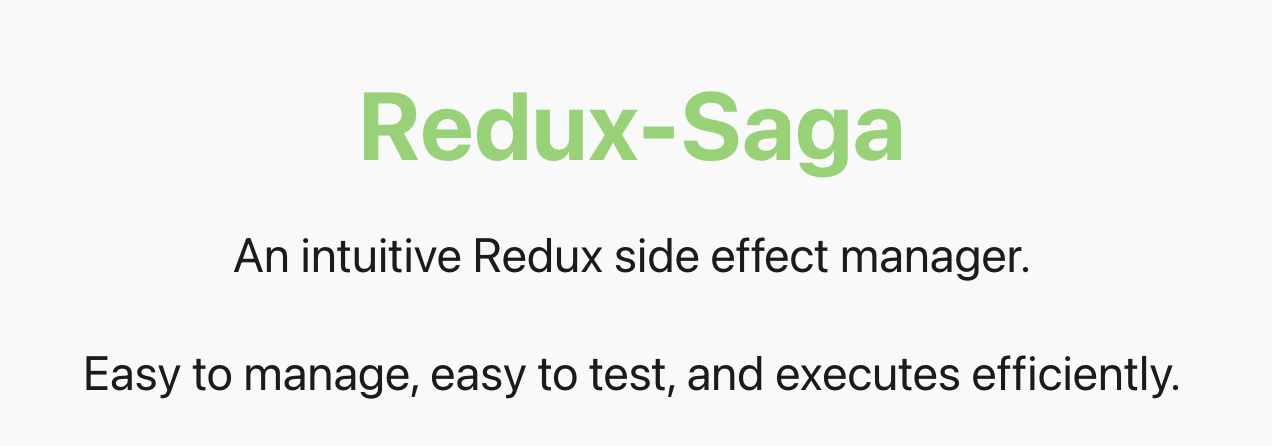 Redux-Saga
An intuitive Redux side effect manager.
Easy to manage, easy to test, and executes efficiently.